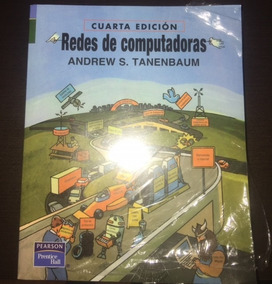 CUARTA EDICIÓN
Redes de computadoras
ANDREW S. TANENBAUM
PEARSON
Prentice
Hall